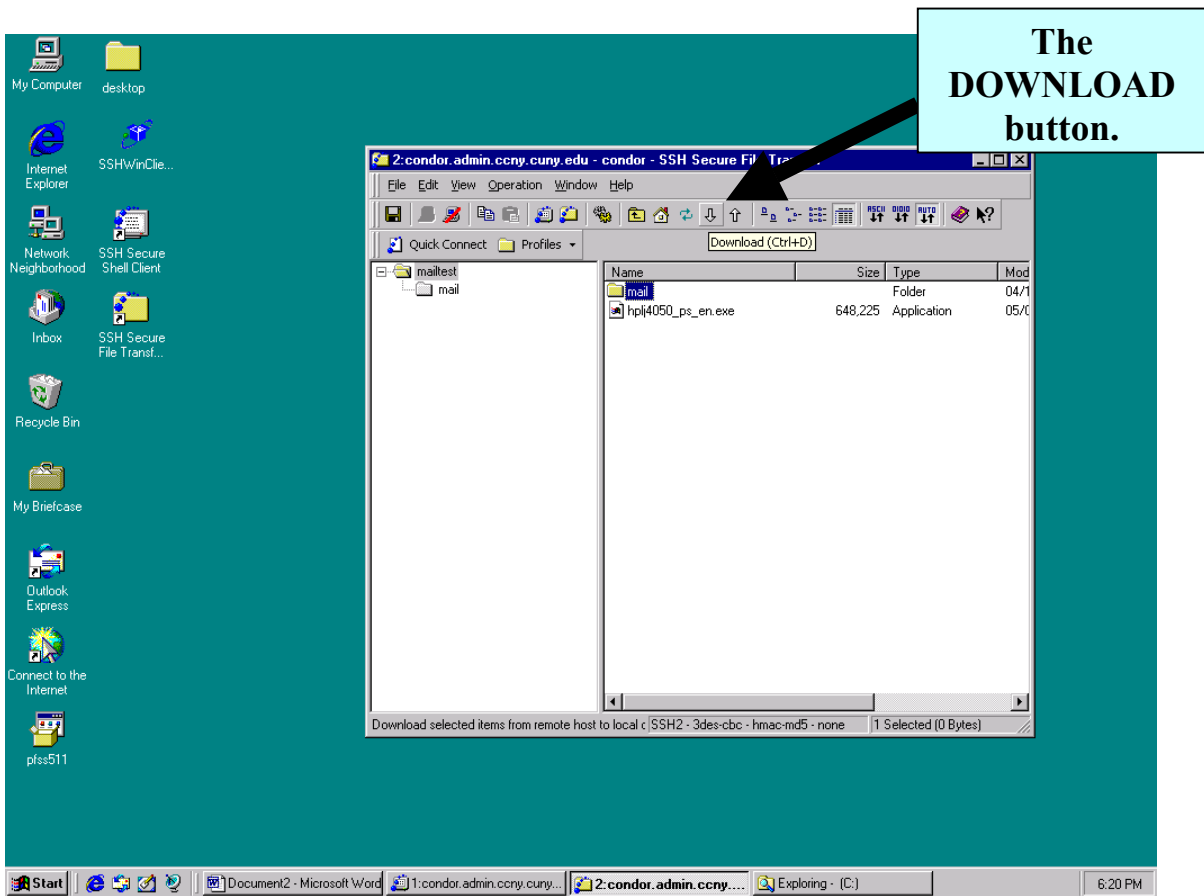 The
DOWNLOAD
button.
My Computer
desktop
Internet
Explorer
SSHWinClie...
Network
Neighborhood
SSH Secure
Shell Client
Inbox
SSH Secure
File Transf...
Recycle Bin
My Briefcase
Outlook
Express
Connect to the
Internet
pfss511
2:condor.admin.ccny.cuny.edu - condor - SSH Secure File Tra
File Edit View Operation Window Help
ASCII AUTO
Quick Connect Profiles
Download (Ctrl+D)
mailtest
mail
Name Size Type Mod
mail Folder 04/1
hplj4050_ps_en.exe 648,225 Application 05/0
Download selected items from remote host to local c SSH2 - 3des-cbc - hmac-md5 - none 1 Selected (0 Bytes)
Start Document2 - Microsoft Word 1:condor.admin.ccny.cuny... 2:condor.admin.ccny.... Exploring - (C:) 6:20 PM